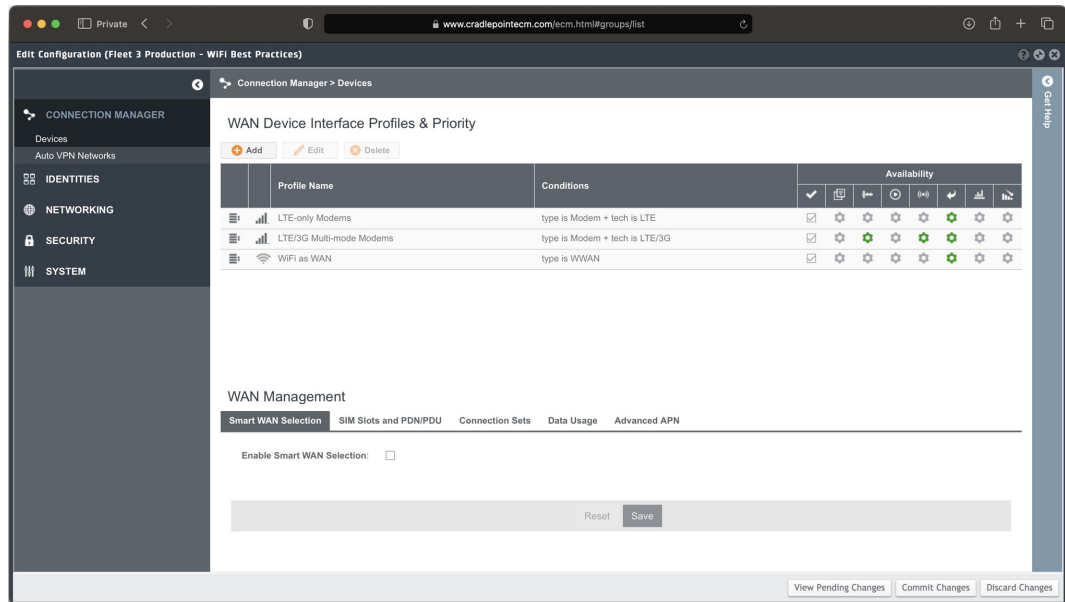 Private
www.cradlepointecm.com/ecm.html#groups/list
Edit Configuration (Fleet 3 Production - WiFi Best Practices)
Connection Manager > Devices
Get Help
CONNECTION MANAGER
Devices
Auto VPN Networks
IDENTITIES
NETWORKING
SECURITY
SYSTEM
WAN Device Interface Profiles & Priority
Add Edit Delete
Profile Name Conditions Availability
LTE-only Modems type is Modem + tech is LTE
LTE/3G Multi-mode Modems type is Modem + tech is LTE/3G
WiFi as WAN type is WWAN
WAN Management
Smart WAN Selection SIM Slots and PDN/PDU Connection Sets Data Usage Advanced APN
Enable Smart WAN Selection:
Reset Save
View Pending Changes Commit Changes Discard Changes